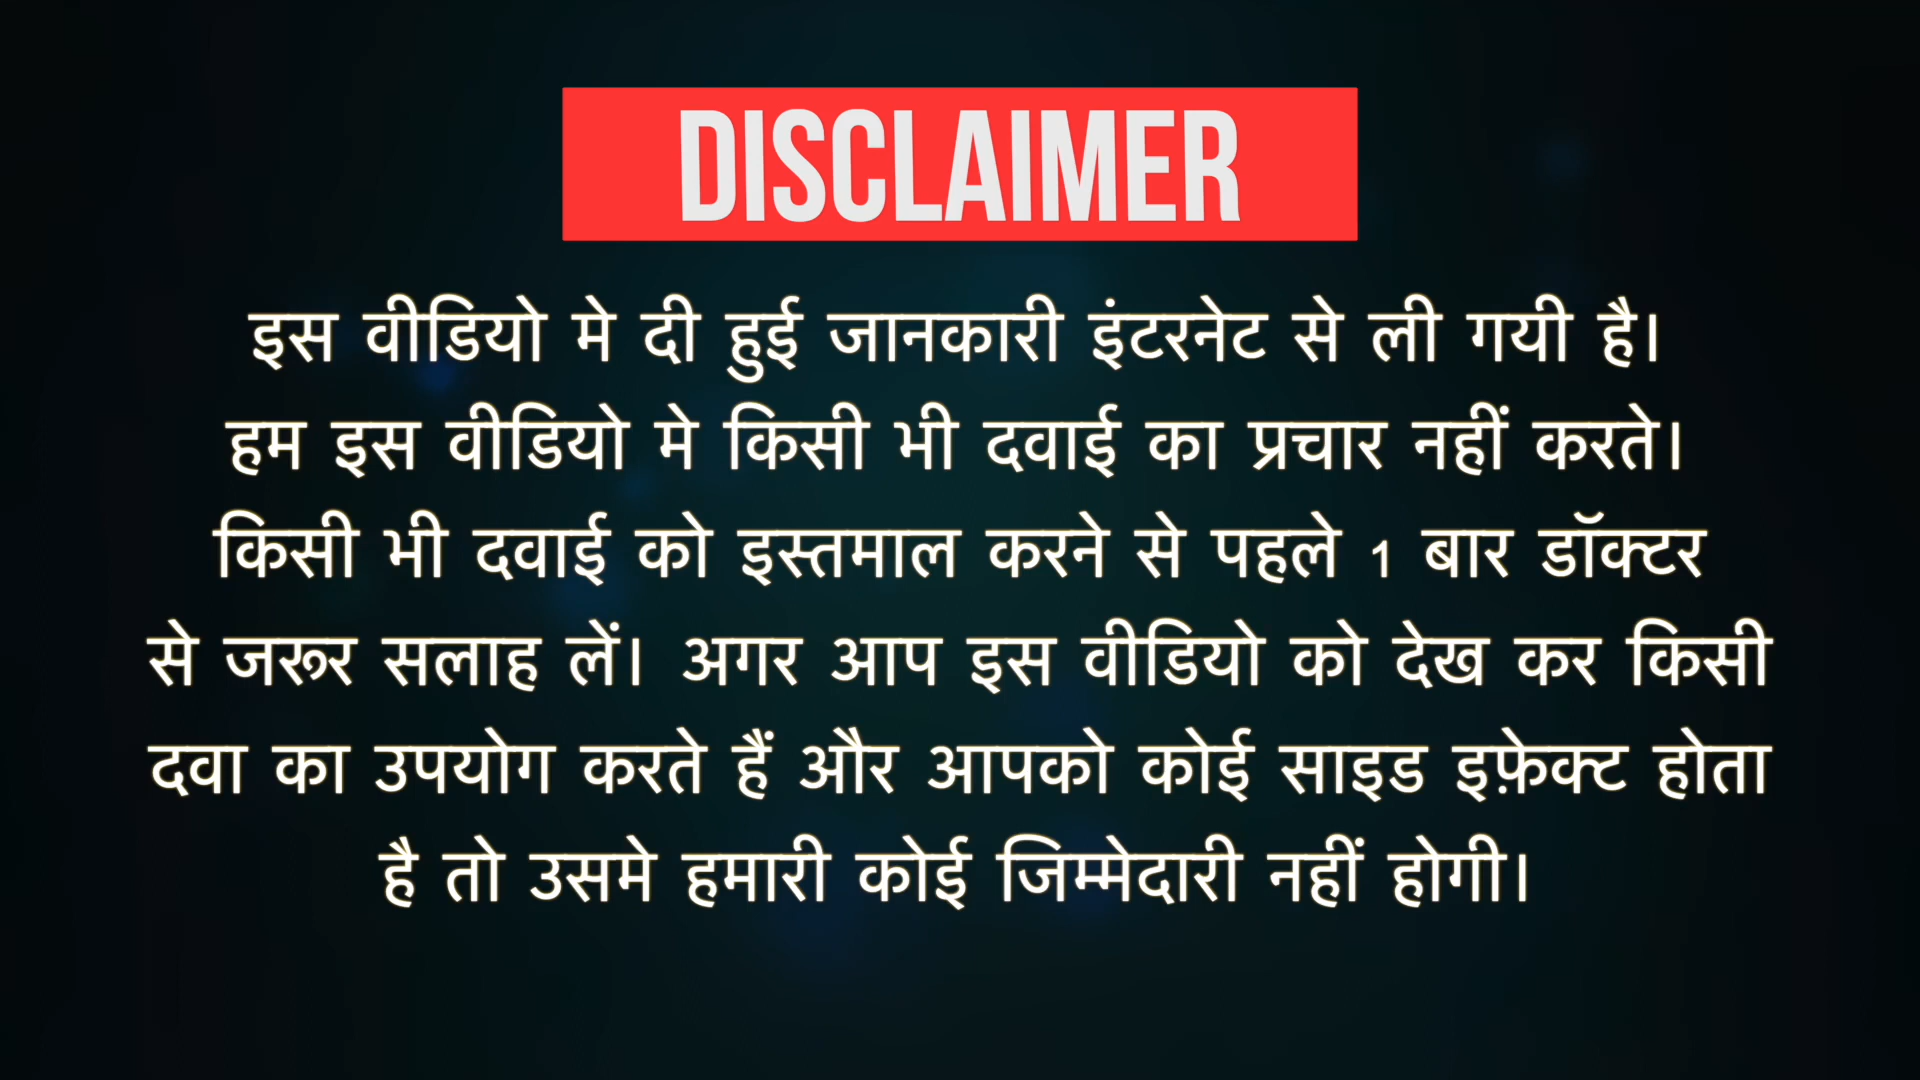 DISCLAIMER
इस वीडियो मे दी हुई जानकारी इंटरनेट से ली गयी है।
हम इस वीडियो मे किसी भी दवाई का प्रचार नहीं करते।
किसी भी दवाई को इस्तमाल करने से पहले 1 बार डॉक्टर
से जरूर सलाह लें। अगर आप इस वीडियो को देख कर किसी
दवा का उपयोग करते हैं और आपको कोई साइड इफ़ेक्ट होता
है तो उसमे हमारी कोई जिम्मेदारी नहीं होगी।